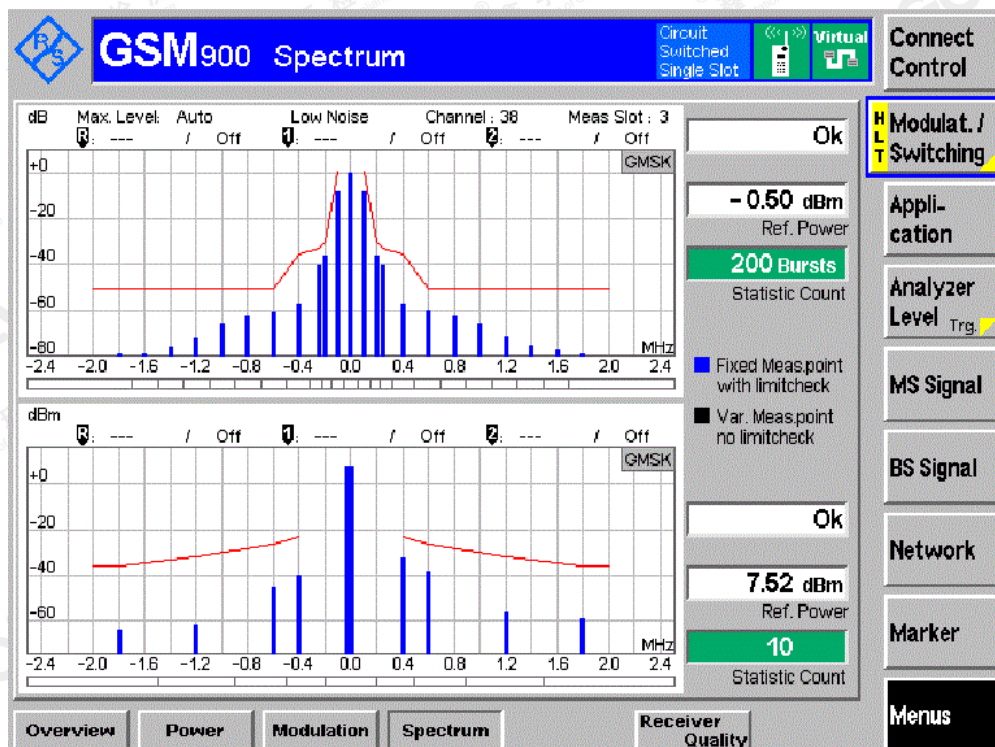 R/S
GSM900 Spectrum
Circuit
Switched
Single Slot
Virtual
Connect
Control
dB Max. Level: Auto Low Noise Channel : 38 Meas Slot : 3
R: --- / Off 1: --- / Off 2: --- / Off
GMSK
+0
-20
-40
-60
-80
MHz
-2.4 -2.0 -1.6 -1.2 -0.8 -0.4 0.0 0.4 0.8 1.2 1.6 2.0 2.4
Ok
- 0.50 dBm
Ref. Power
200 Bursts
Statistic Count
Fixed Meas.point
with limitcheck
Var. Meas.point
no limitcheck
dBm
R: --- / Off 1: --- / Off 2: --- / Off
GMSK
+0
-20
-40
-60
MHz
-2.4 -2.0 -1.6 -1.2 -0.8 -0.4 0.0 0.4 0.8 1.2 1.6 2.0 2.4
Ok
7.52 dBm
Ref. Power
10
Statistic Count
HLT
Modulat. /
Switching
Appli-
cation
Analyzer
Level Trg.
MS Signal
BS Signal
Network
Marker
Menus
Overview
Power
Modulation
Spectrum
Receiver
Quality